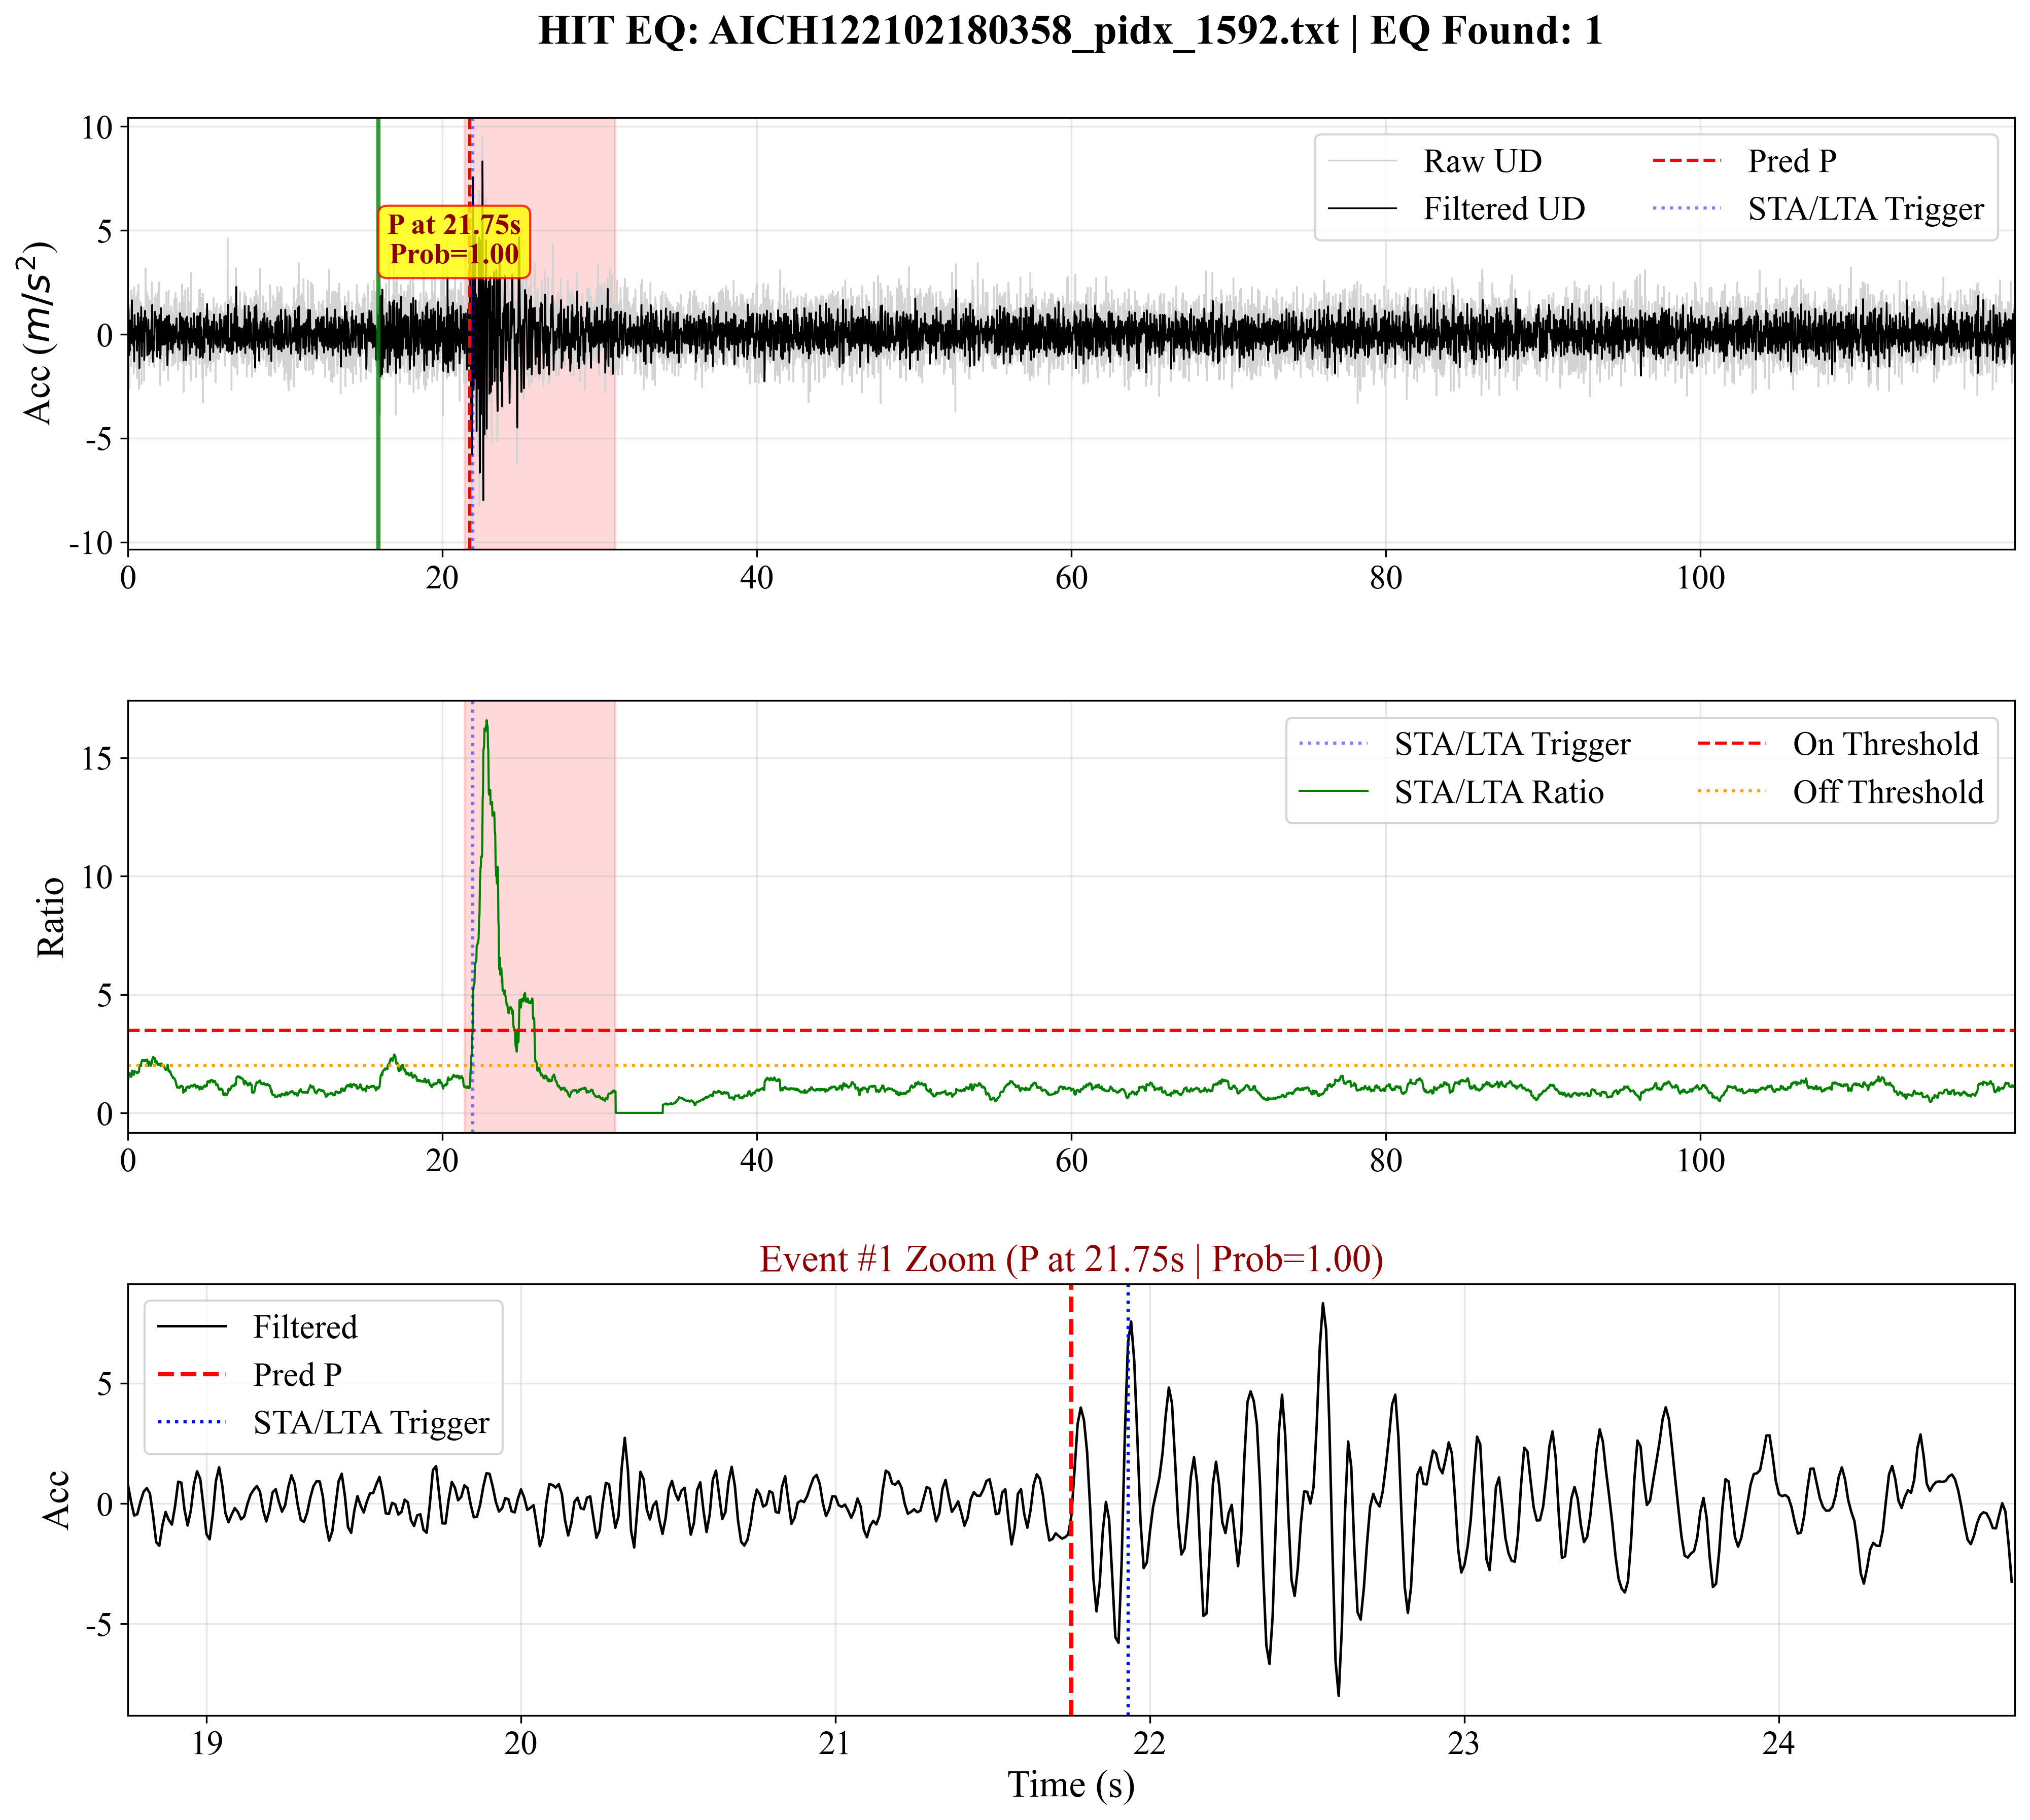 HIT EQ: AICH122102180358_pidx_1592.txt | EQ Found: 1
10
5
0
-5
-10
Acc (m/s²)
Raw UD
Filtered UD
Pred P
STA/LTA Trigger
P at 21.75s
Prob=1.00
0 20 40 60 80 100
15
10
5
0
Ratio
STA/LTA Trigger
STA/LTA Ratio
On Threshold
Off Threshold
0 20 40 60 80 100
Event #1 Zoom (P at 21.75s | Prob=1.00)
5
0
-5
Acc
Filtered
Pred P
STA/LTA Trigger
19 20 21 22 23 24
Time (s)